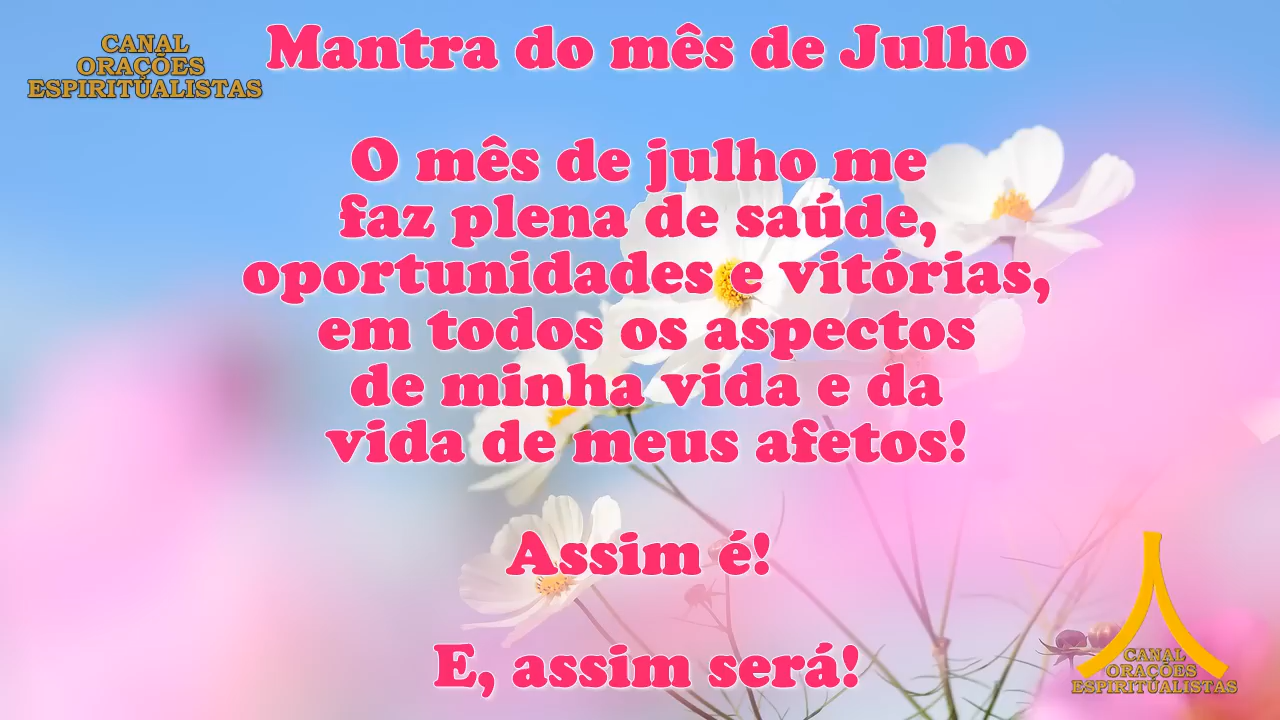 CANAL
ORAÇÕES
ESPIRITUALISTAS
Mantra do mês de Julho
O mês de julho me
faz plena de saúde,
oportunidades e vitórias,
em todos os aspectos
de minha vida e da
vida de meus afetos!
Assim é!
E, assim será!
CANAL
ORAÇÕES
ESPIRITUALISTAS